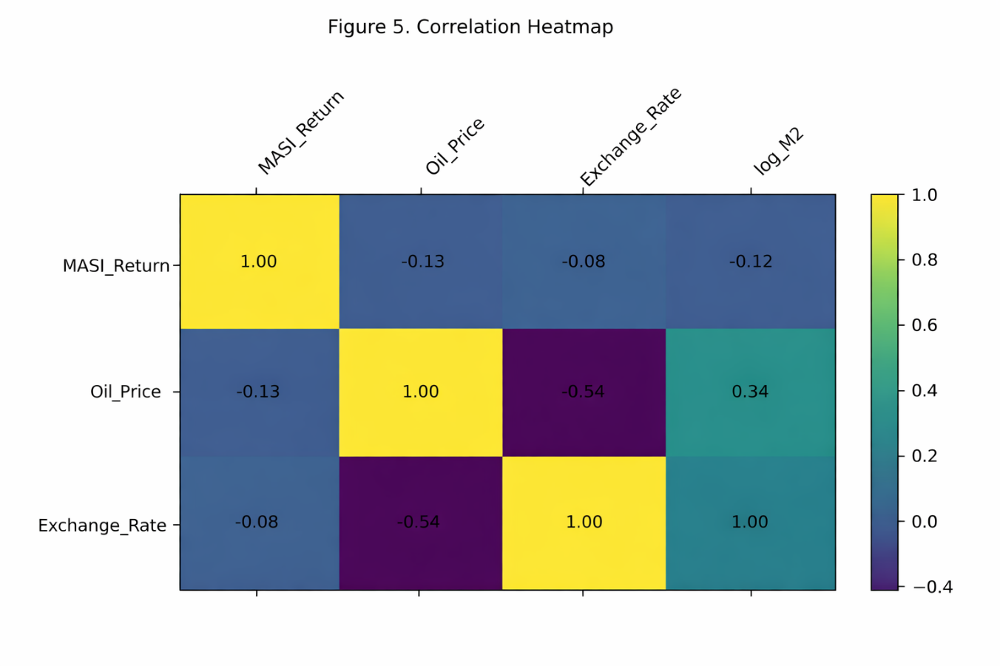 Figure 5. Correlation Heatmap
MASI_Return Oil_Price Exchange_Rate log_M2
MASI_Return 1.00 -0.13 -0.08 -0.12
Oil_Price -0.13 1.00 -0.54 0.34
Exchange_Rate -0.08 -0.54 1.00 1.00
1.0
0.8
0.6
0.4
0.2
0.0
−0.4